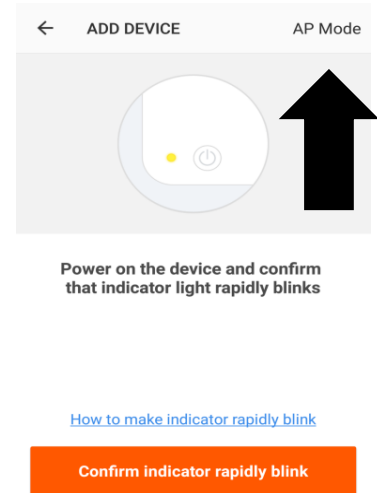 ADD DEVICE AP Mode
Power on the device and confirm
that indicator light rapidly blinks
How to make indicator rapidly blink
Confirm indicator rapidly blink